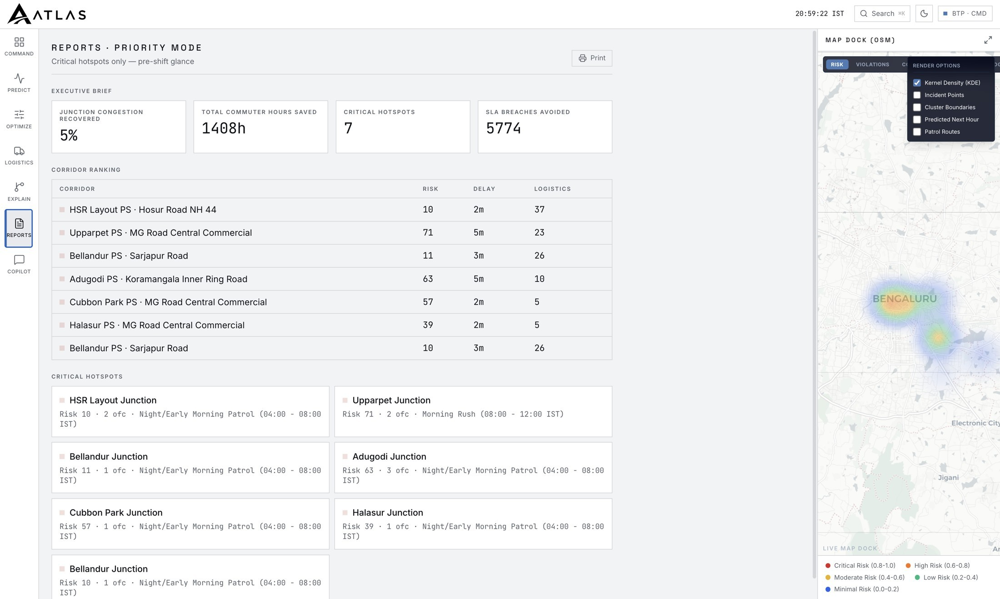 ATLAS
20:59:22 IST
Search ⌘K
BTP · CMD
COMMAND
PREDICT
OPTIMIZE
LOGISTICS
EXPLAIN
REPORTS
COPILOT
REPORTS · PRIORITY MODE
Critical hotspots only — pre-shift glance
Print
EXECUTIVE BRIEF
JUNCTION CONGESTION
RECOVERED
5%
TOTAL COMMUTER HOURS SAVED
1408h
CRITICAL HOTSPOTS
7
SLA BREACHES AVOIDED
5774
CORRIDOR RANKING
CORRIDOR RISK DELAY LOGISTICS
HSR Layout PS · Hosur Road NH 44 10 2m 37
Upparpet PS · MG Road Central Commercial 71 5m 23
Bellandur PS · Sarjapur Road 11 3m 26
Adugodi PS · Koramangala Inner Ring Road 63 5m 10
Cubbon Park PS · MG Road Central Commercial 57 2m 5
Halasur PS · MG Road Central Commercial 39 2m 5
Bellandur PS · Sarjapur Road 10 3m 26
CRITICAL HOTSPOTS
HSR Layout Junction
Risk 10 · 2 ofc · Night/Early Morning Patrol (04:00 - 08:00
IST)
Upparpet Junction
Risk 71 · 2 ofc · Morning Rush (08:00 - 12:00 IST)
Bellandur Junction
Risk 11 · 1 ofc · Night/Early Morning Patrol (04:00 - 08:00
IST)
Adugodi Junction
Risk 63 · 3 ofc · Night/Early Morning Patrol (04:00 - 08:00
IST)
Cubbon Park Junction
Risk 57 · 1 ofc · Night/Early Morning Patrol (04:00 - 08:00
IST)
Halasur Junction
Risk 39 · 1 ofc · Night/Early Morning Patrol (04:00 - 08:00
IST)
Bellandur Junction
Risk 10 · 1 ofc · Night/Early Morning Patrol (04:00 - 08:00
IST)
MAP DOCK (OSM)
RISK VIOLATIONS
RENDER OPTIONS
Kernel Density (KDE)
Incident Points
Cluster Boundaries
Predicted Next Hour
Patrol Routes
BENGALURU
Electronic City
Jigani
LIVE MAP DOCK
Critical Risk (0.8-1.0)
High Risk (0.6-0.8)
Moderate Risk (0.4-0.6)
Low Risk (0.2-0.4)
Minimal Risk (0.0-0.2)